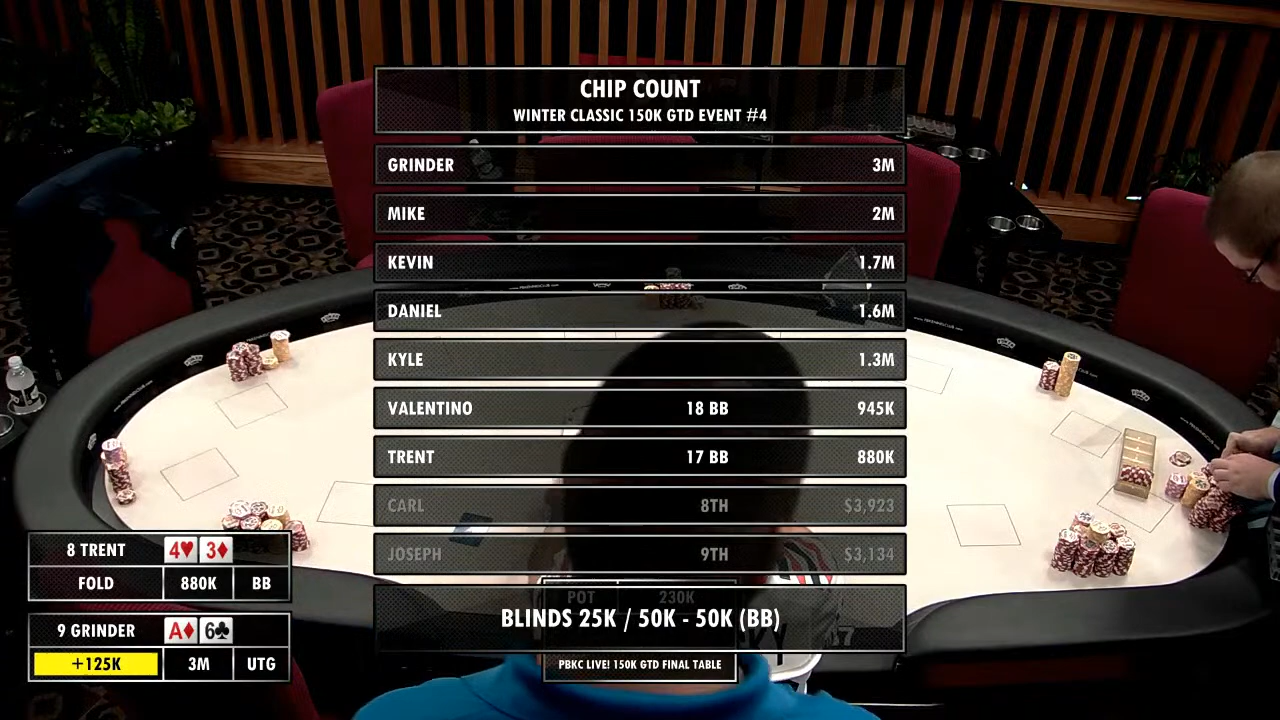 CHIP COUNT
WINTER CLASSIC 150K GTD EVENT #4
GRINDER 3M
MIKE 2M
KEVIN 1.7M
DANIEL 1.6M
KYLE 1.3M
VALENTINO 18 BB 945K
TRENT 17 BB 880K
CARL 8TH $3,923
JOSEPH 9TH $3,134
POT 230K
BLINDS 25K / 50K - 50K (BB)
PBKC LIVE! 150K GTD FINAL TABLE
8 TRENT 4♥ 3♦
FOLD 880K BB
9 GRINDER A♦ 6♣
+125K 3M UTG